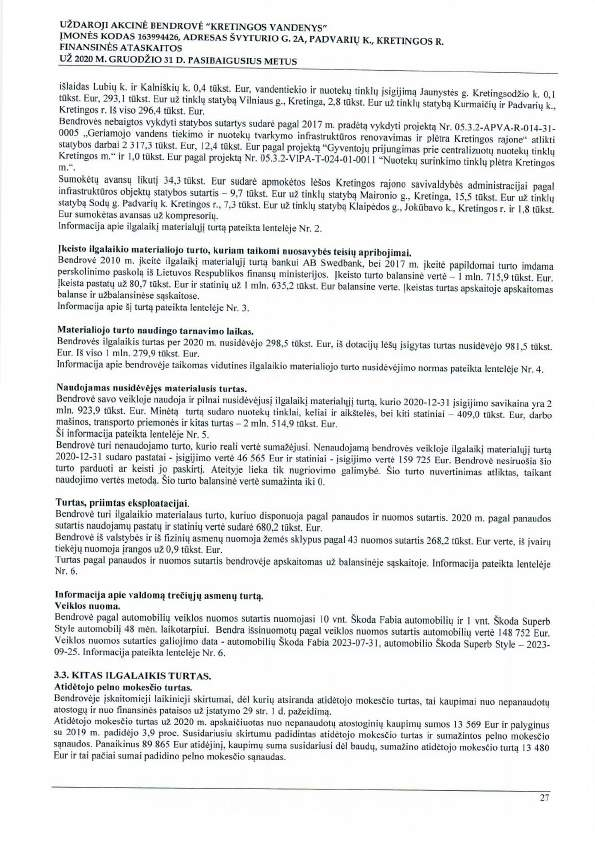 UŽDAROJI AKCINĖ BENDROVĖ "KRETINGOS VANDENYS"
ĮMONĖS KODAS 163994426, ADRESAS ŠVYTURIO G. 2A, PADVARIŲ K., KRETINGOS R.
FINANSINĖS ATASKAITOS
UŽ 2020 M. GRUODŽIO 31 D. PASIBAIGUSIUS METUS
išlaidas Lubių k. ir Kalniškių k. 0,4 tūkst. Eur, vandentiekio ir nuotekų tinklų įsigijimą Jaunystės g. Kretingsodžio k. 0,1
tūkst. Eur, 293,1 tūkst. Eur už tinklų statybą Vilniaus g., Kretinga, 2,8 tūkst. Eur už tinklų statybą Kurmaičių ir Padvarių k.,
Kretingos r. Iš viso 296,4 tūkst. Eur.
Bendrovės nebaigtos vykdyti statybos sutartys sudarė pagal 2017 m. pradėtą vykdyti projektą Nr. 05.3.2-APVA-R-014-31-
0005 „Geriamojo vandens tiekimo ir nuotekų tvarkymo infrastruktūros renovavimas ir plėtra Kretingos rajone“ atlikti
statybos darbai 2 317,3 tūkst. Eur, 12,4 tūkst. Eur pagal projektą "Gyventojų prijungimas prie centralizuotų nuotekų tinklų
Kretingos m.“ ir 1,0 tūkst. Eur pagal projektą Nr. 05.3.2-VIPA-T-024-01-0011 “Nuotekų surinkimo tinklų plėtra Kretingos
m.“.
Sumokėtų avansų likutį 34,3 tūkst. Eur sudarė apmokėtos lėšos Kretingos rajono savivaldybės administracijai pagal
infrastruktūros objektų statybos sutartis – 9,7 tūkst. Eur už tinklų statybą Maironio g., Kretinga, 15,5 tūkst. Eur už tinklų
statybą Sodų g. Padvarių k. Kretingos r., 7,3 tūkst. Eur už tinklų statybą Klaipėdos g., Jokūbavo k., Kretingos r. ir 1,8 tūkst.
Eur sumokėtas avansas už kompresorių.
Informacija apie ilgalaikį materialųjį turtą pateikta lentelėje Nr. 2.
Įkeisto ilgalaikio materialiojo turto, kuriam taikomi nuosavybės teisių apribojimai.
Bendrovė 2010 m. įkeitė ilgalaikį materialųjį turtą bankui AB Swedbank, bei 2017 m. įkeitė papildomai turto imdama
perskolinimo paskolą iš Lietuvos Respublikos finansų ministerijos. Įkeisto turto balansinė vertė – 1 mln. 715,9 tūkst. Eur.
Įkeista pastatų už 80,7 tūkst. Eur ir statinių už 1 mln. 635,2 tūkst. Eur balansine verte. Įkeistas turtas apskaitoje apskaitomas
balanse ir užbalansinėse sąskaitose.
Informacija apie šį turtą pateikta lentelėje Nr. 3.
Materialiojo turto naudingo tarnavimo laikas.
Bendrovės ilgalaikis turtas per 2020 m. nusidėvėjo 298,5 tūkst. Eur, iš dotacijų lėšų įsigytas turtas nusidėvėjo 981,5 tūkst.
Eur. Iš viso 1 mln. 279,9 tūkst. Eur.
Informacija apie bendrovėje taikomas vidutines ilgalaikio materialiojo turto nusidėvėjimo normas pateikta lentelėje Nr. 4.
Naudojamas nusidėvėjęs materialusis turtas.
Bendrovė savo veikloje naudoja ir pilnai nusidėvėjusį ilgalaikį materialųjį turtą, kurio 2020-12-31 įsigijimo savikaina yra 2
mln. 923,9 tūkst. Eur. Minėtą turtą sudaro nuotekų tinklai, keliai ir aikštelės, bei kiti statiniai – 409,0 tūkst. Eur, darbo
mašinos, transporto priemonės ir kitas turtas – 2 mln. 514,9 tūkst. Eur.
Ši informacija pateikta lentelėje Nr. 5.
Bendrovė turi nenaudojamo turto, kurio reali vertė sumažėjusi. Nenaudojamą bendrovės veikloje ilgalaikį materialųjį turtą
2020-12-31 sudaro pastatai - įsigijimo vertė 46 565 Eur ir statiniai - įsigijimo vertė 159 725 Eur. Bendrovė nesiruošia šio
turto parduoti ar keisti jo paskirtį. Ateityje lieka tik nugriovimo galimybė. Šio turto nuvertinimas atliktas, taikant
naudojimo vertės metodą. Šio turto balansinė vertė sumažinta iki 0.
Turtas, priimtas eksploatacijai.
Bendrovė turi ilgalaikio materialaus turto, kuriuo disponuoja pagal panaudos ir nuomos sutartis. 2020 m. pagal panaudos
sutartis naudojamų pastatų ir statinių vertė sudarė 680,2 tūkst. Eur.
Bendrovė iš valstybės ir iš fizinių asmenų nuomoja žemės sklypus pagal 43 nuomos sutartis 268,2 tūkst. Eur verte, iš įvairų
tiekėjų nuomoja įrangos už 0,9 tūkst. Eur.
Turtas pagal panaudos ir nuomos sutartis bendrovėje apskaitomas už balansinėje sąskaitoje. Informacija pateikta lentelėje
Nr. 6.
Informacija apie valdomą trečiųjų asmenų turtą.
Veiklos nuoma.
Bendrovė pagal automobilių veiklos nuomos sutartis nuomojasi 10 vnt. Škoda Fabia automobilių ir 1 vnt. Škoda Superb
Style automobilį 48 mėn. laikotarpiui. Bendra išsinuomotų pagal veiklos nuomos sutartis automobilių vertė 148 752 Eur.
Veiklos nuomos sutarties galiojimo data - automobilių Škoda Fabia 2023-07-31, automobilio Škoda Superb Style – 2023-
09-25. Informacija pateikta lentelėje Nr. 6.
3.3. KITAS ILGALAIKIS TURTAS.
Atidėtojo pelno mokesčio turtas.
Bendrovėje įskaitomieji laikinieji skirtumai, dėl kurių atsiranda atidėtojo mokesčio turtas, tai kaupimai nuo nepanaudotų
atostogų ir nuo finansinės pataisos už įstatymo 29 str. 1 d. pažeidimą.
Atidėtojo mokesčio turtas už 2020 m. apskaičiuotas nuo nepanaudotų atostoginių kaupimų sumos 13 569 Eur ir palyginus
su 2019 m. padidėjo 3,9 proc. Susidariusiu skirtumu padidintas atidėtojo mokesčio turtas ir sumažintos pelno mokesčio
sąnaudos. Panaikinus 89 865 Eur atidėjinį, kaupimų suma susidariusi dėl baudų, sumažino atidėtojo mokesčio turtą 13 480
Eur ir tai pačiai sumai padidino pelno mokesčio sąnaudas.
27